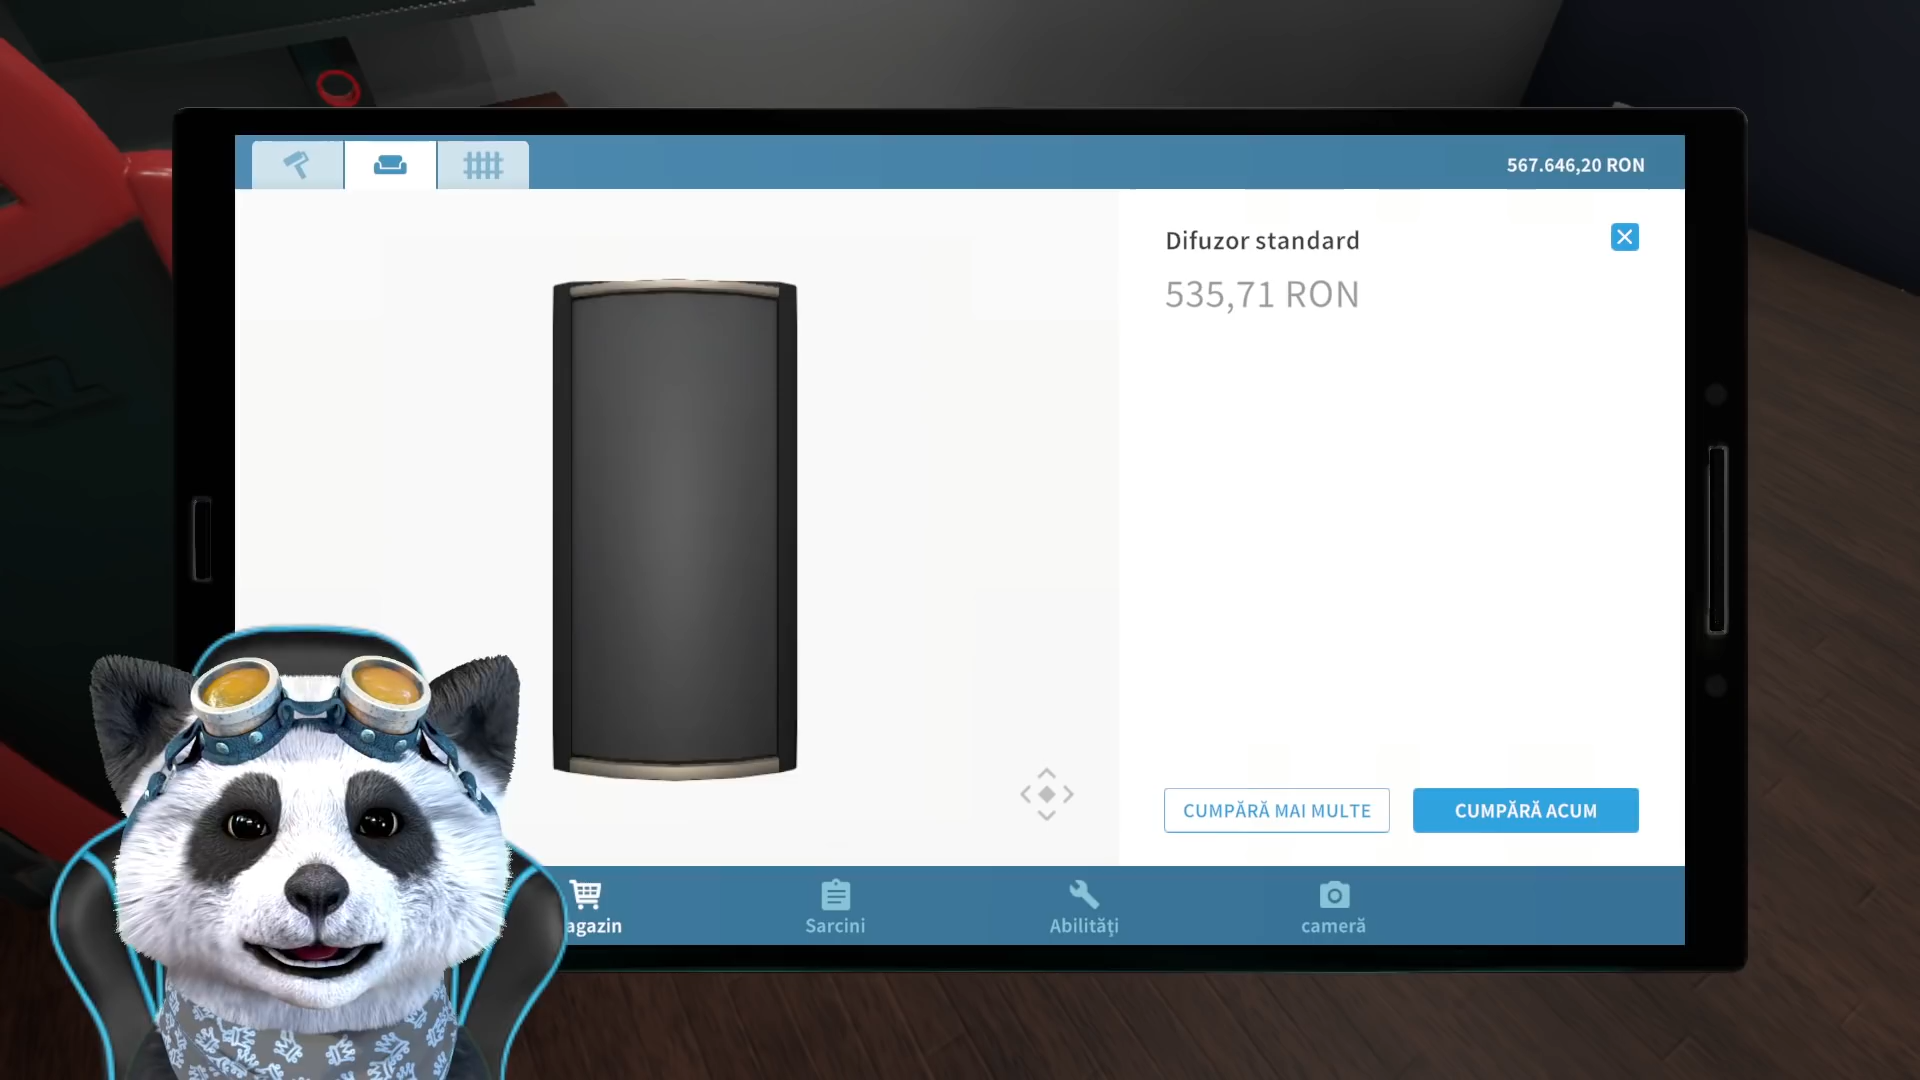 567.646,20 RON
Difuzor standard
535,71 RON
CUMPĂRĂ MAI MULTE
CUMPĂRĂ ACUM
agazin
Sarcini
Abilități
cameră